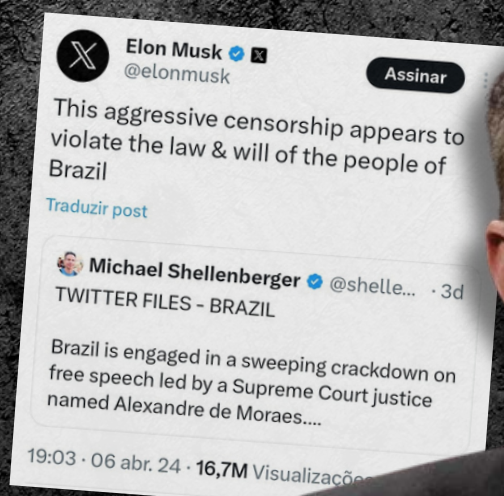 Elon Musk
@elonmusk
Assinar
This aggressive censorship appears to
violate the law & will of the people of
Brazil
Traduzir post
Michael Shellenberger @shelle... · 3d
TWITTER FILES - BRAZIL
Brazil is engaged in a sweeping crackdown on
free speech led by a Supreme Court justice
named Alexandre de Moraes....
19:03 · 06 abr. 24 · 16,7M